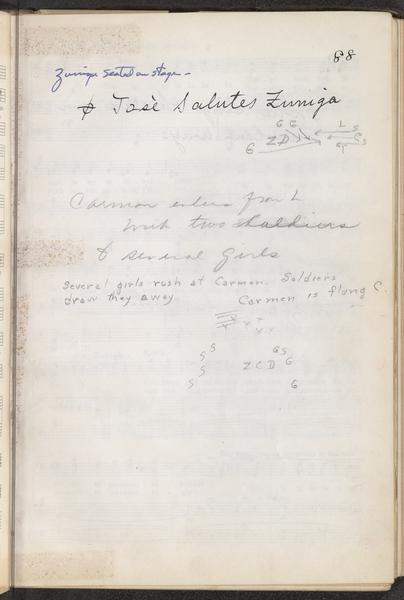 88
Zuniga seated on stage -
& José Salutes Zuniga
G G L S
Z D C S
G
Carmen enters from L
with two soldiers
& several girls
Several girls rush at Carmen. Soldiers
draw they away Carmen is flung C.
S G S
S Z C D G
S
S G